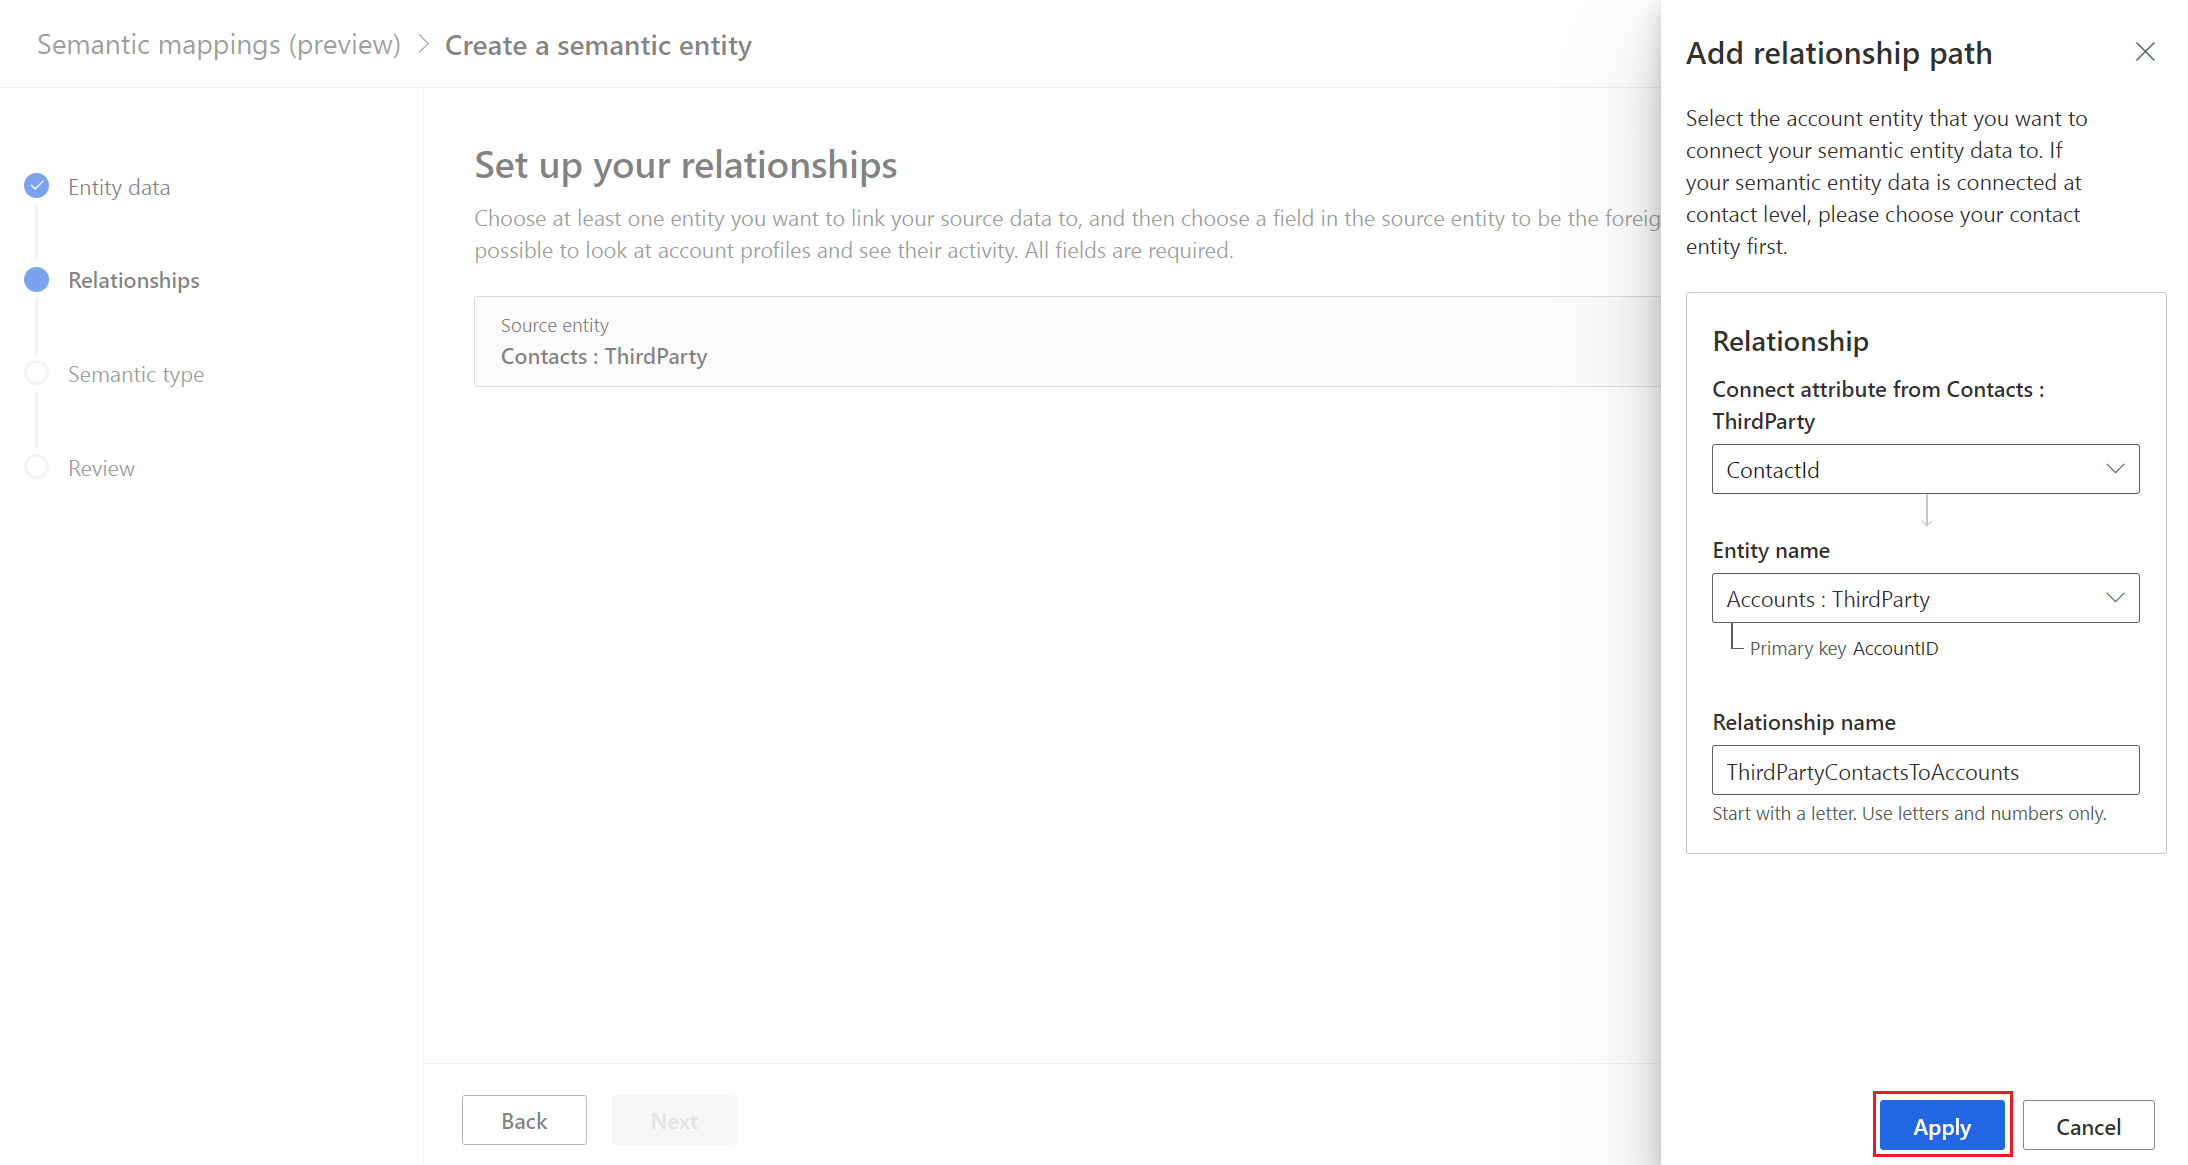 Semantic mappings (preview) > Create a semantic entity
Entity data
Relationships
Semantic type
Review
Set up your relationships
Choose at least one entity you want to link your source data to, and then choose a field in the source entity to be the foreig
possible to look at account profiles and see their activity. All fields are required.
Source entity
Contacts : ThirdParty
Back
Next
Add relationship path
Select the account entity that you want to
connect your semantic entity data to. If
your semantic entity data is connected at
contact level, please choose your contact
entity first.
Relationship
Connect attribute from Contacts :
ThirdParty
ContactId
Entity name
Accounts : ThirdParty
Primary key AccountID
Relationship name
ThirdPartyContactsToAccounts
Start with a letter. Use letters and numbers only.
Apply
Cancel